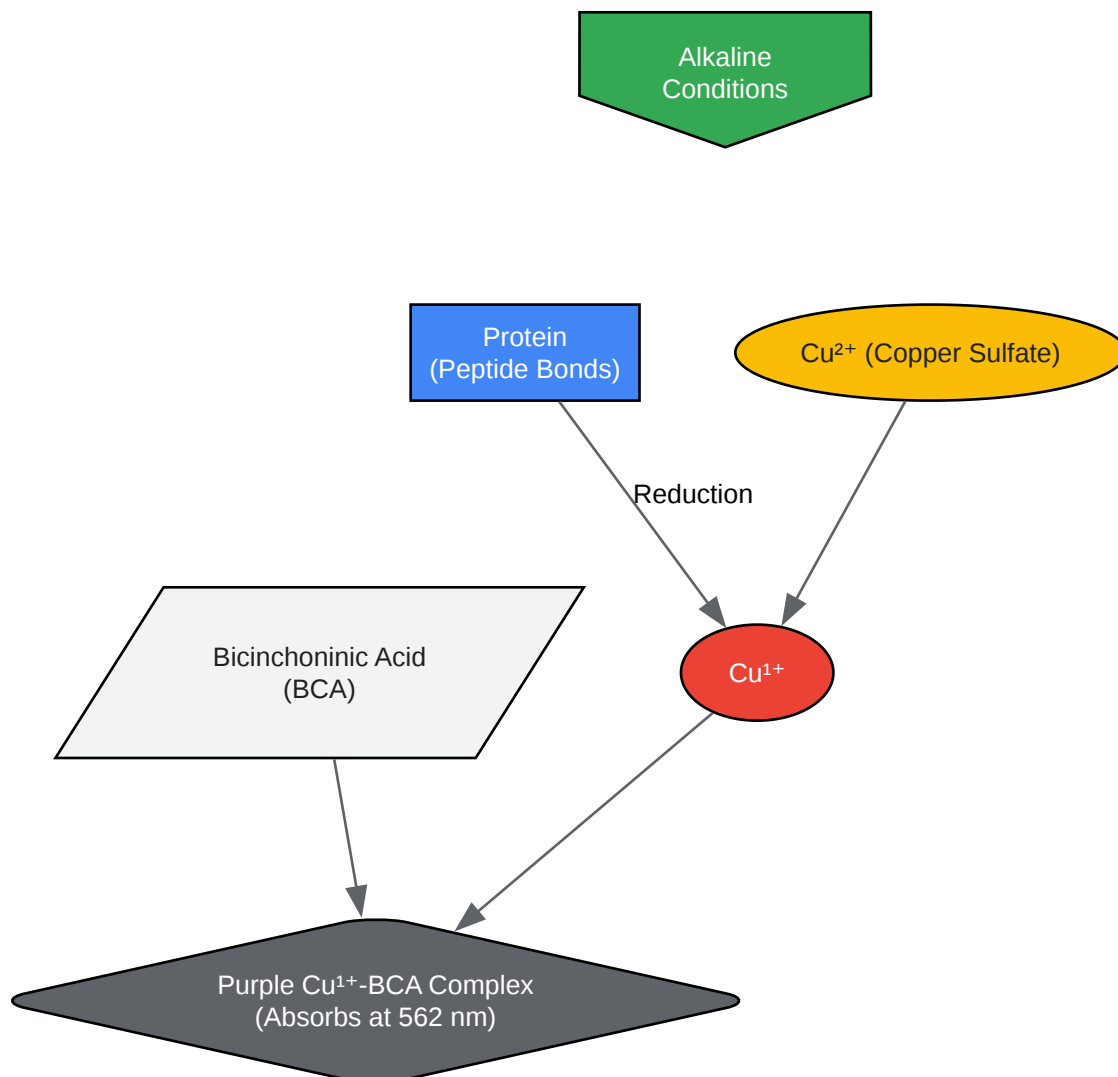 Alkaline
Conditions
Protein
(Peptide Bonds)
Cu²⁺ (Copper Sulfate)
Reduction
Bicinchoninic Acid
(BCA)
Cu¹⁺
Purple Cu¹⁺-BCA Complex
(Absorbs at 562 nm)